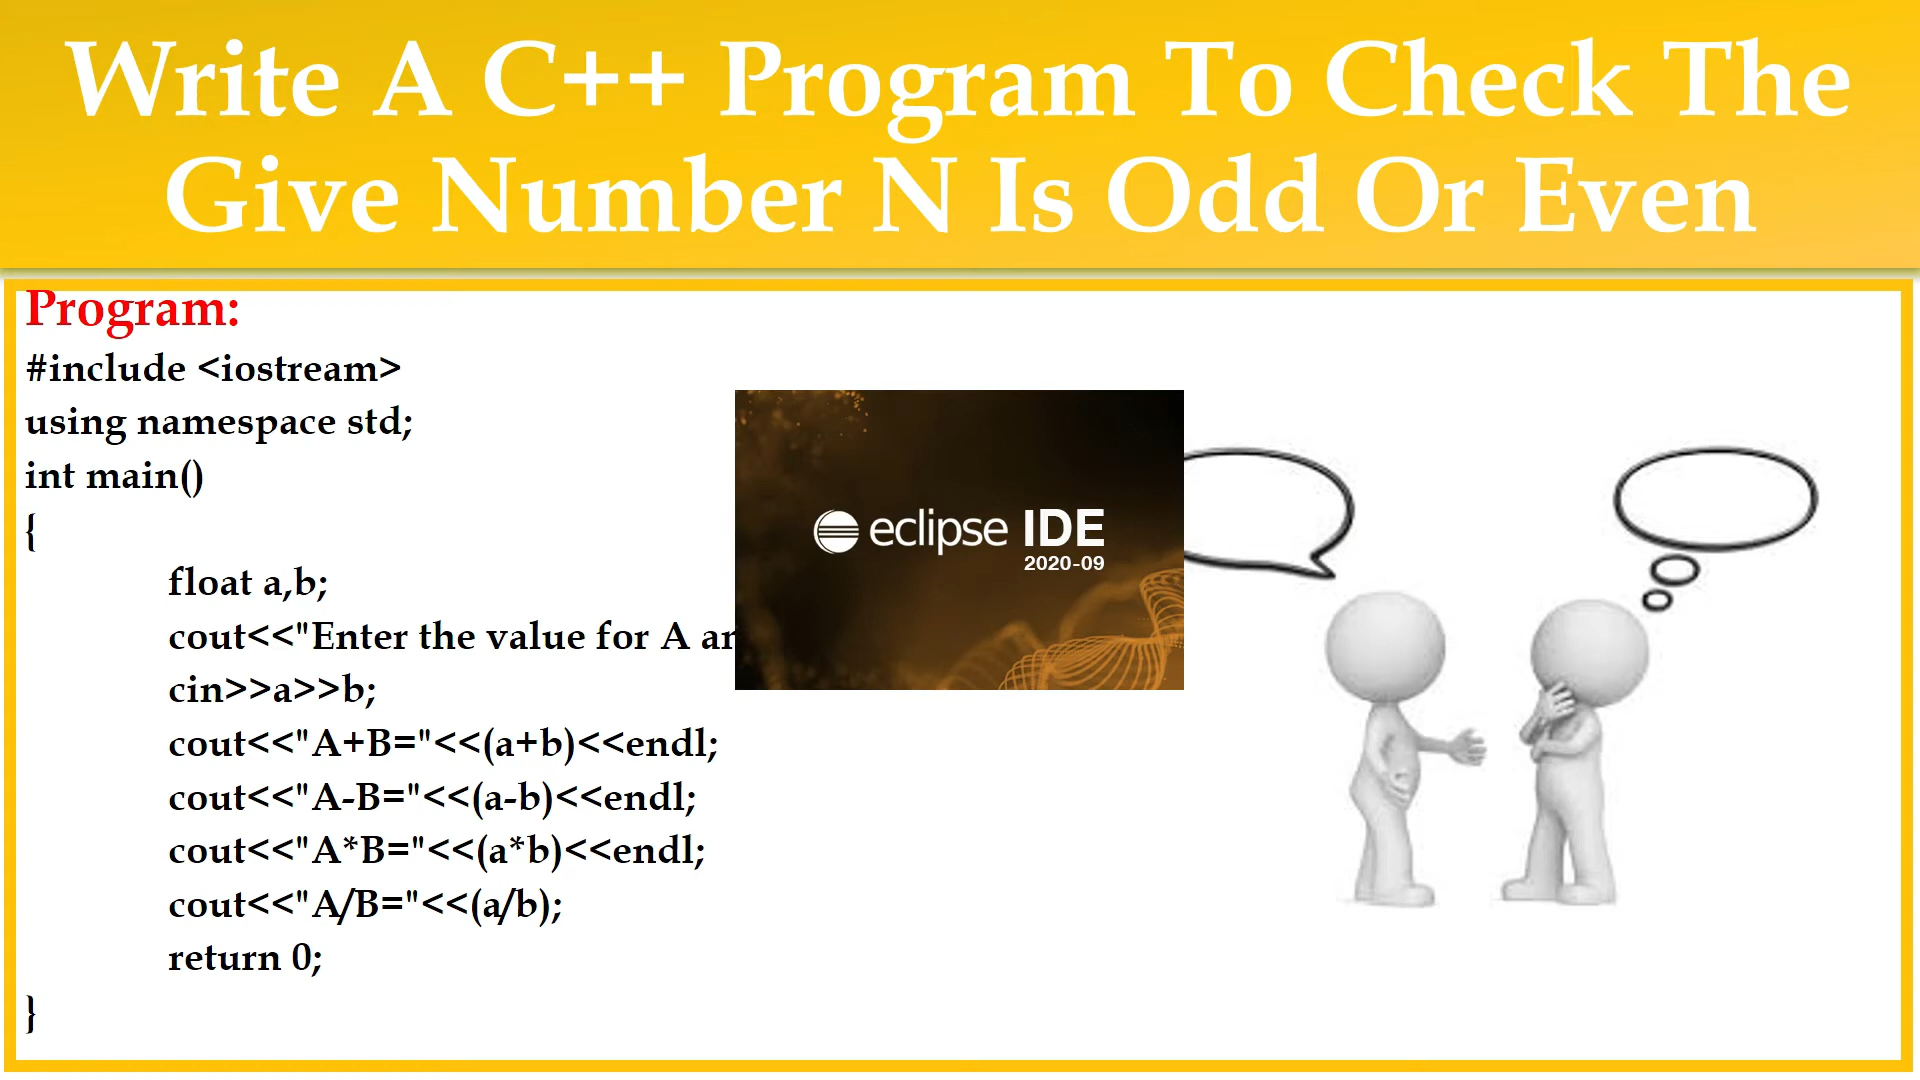 Write A C++ Program To Check The
Give Number N Is Odd Or Even
Program:
#include <iostream>
using namespace std;
int main()
{
float a,b;
cout<<"Enter the value for A
cin>>a>>b;
cout<<"A+B="<<(a+b)<<endl;
cout<<"A-B="<<(a-b)<<endl;
cout<<"A*B="<<(a*b)<<endl;
cout<<"A/B="<<(a/b);
return 0;
}
eclipse IDE
2020-09